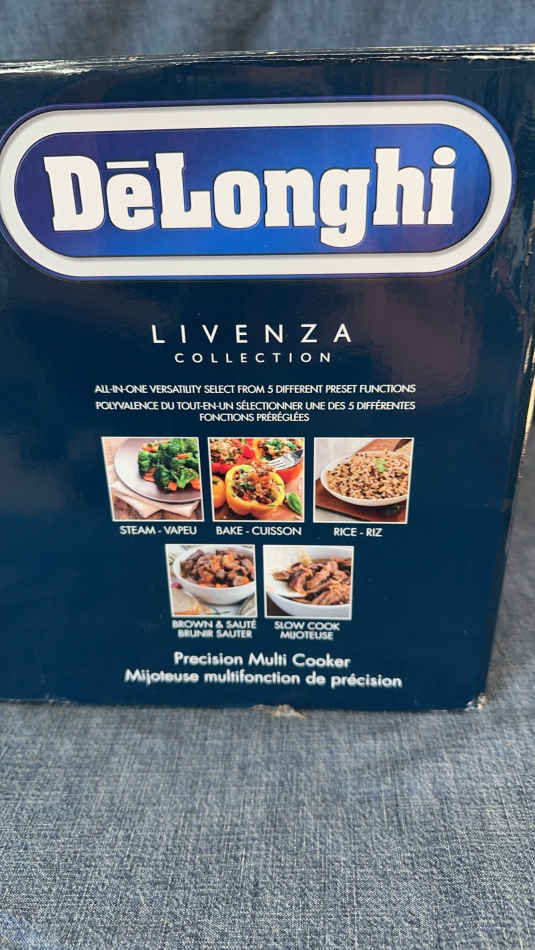 DēLonghi
LIVENZA
COLLECTION
ALL-IN-ONE VERSATILITY SELECT FROM 5 DIFFERENT PRESET FUNCTIONS
POLYVALENCE DU TOUT-EN-UN SÉLECTIONNER UNE DES 5 DIFFÉRENTES
FONCTIONS PRÉRÉGLÉES
STEAM - VAPEU
BAKE - CUISSON
RICE - RIZ
BROWN & SAUTÉ
BRUNIR SAUTER
SLOW COOK
MIJOTEUSE
Precision Multi Cooker
Mijoteuse multifonction de précision